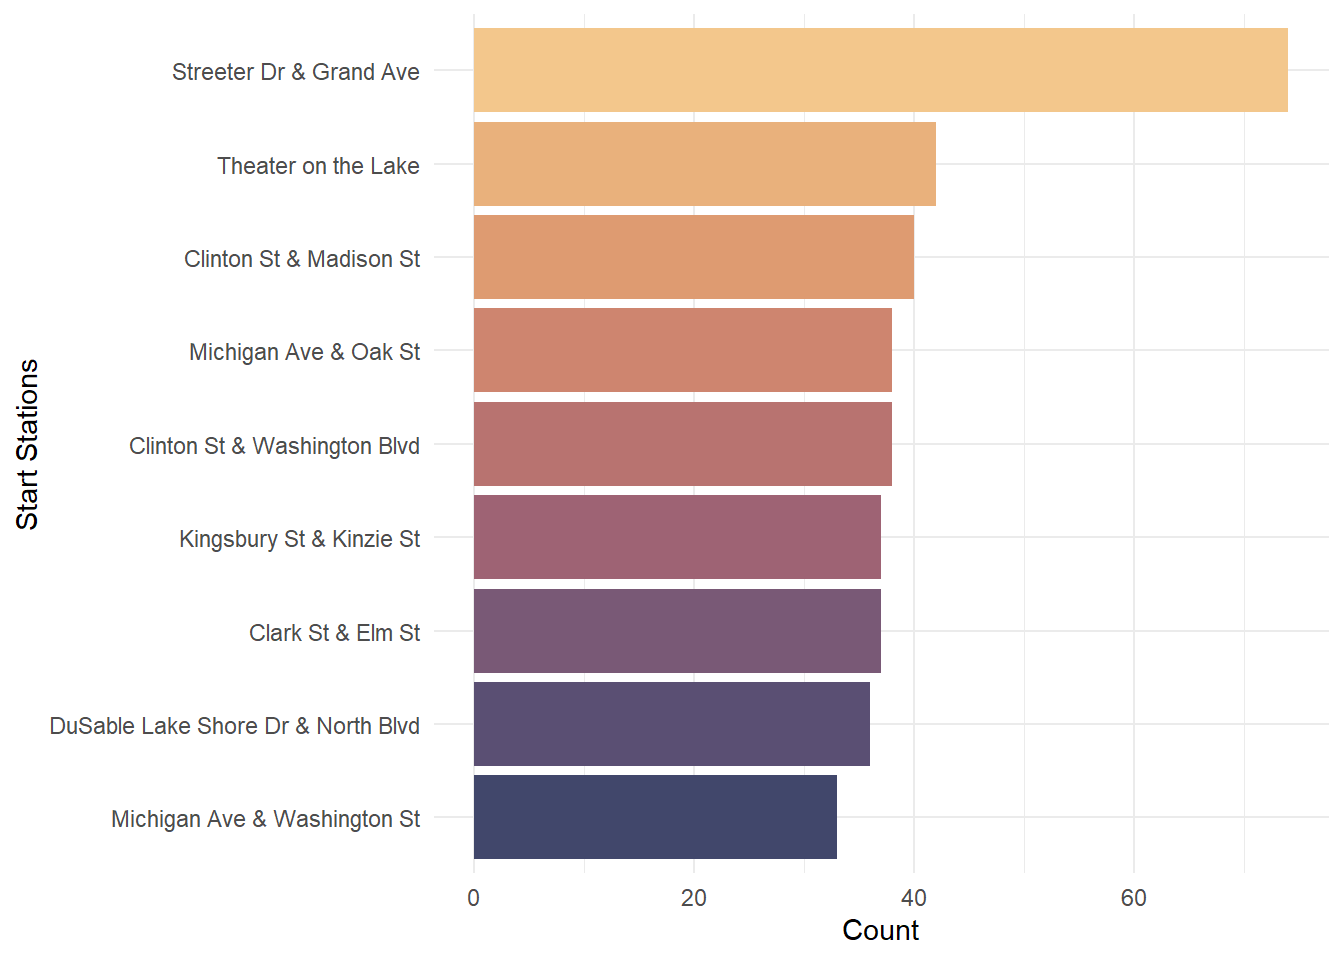 Streeter Dr & Grand Ave
Theater on the Lake
Clinton St & Madison St
Michigan Ave & Oak St
Clinton St & Washington Blvd
Kingsbury St & Kinzie St
Clark St & Elm St
DuSable Lake Shore Dr & North Blvd
Michigan Ave & Washington St
Start Stations
0 20 40 60
Count